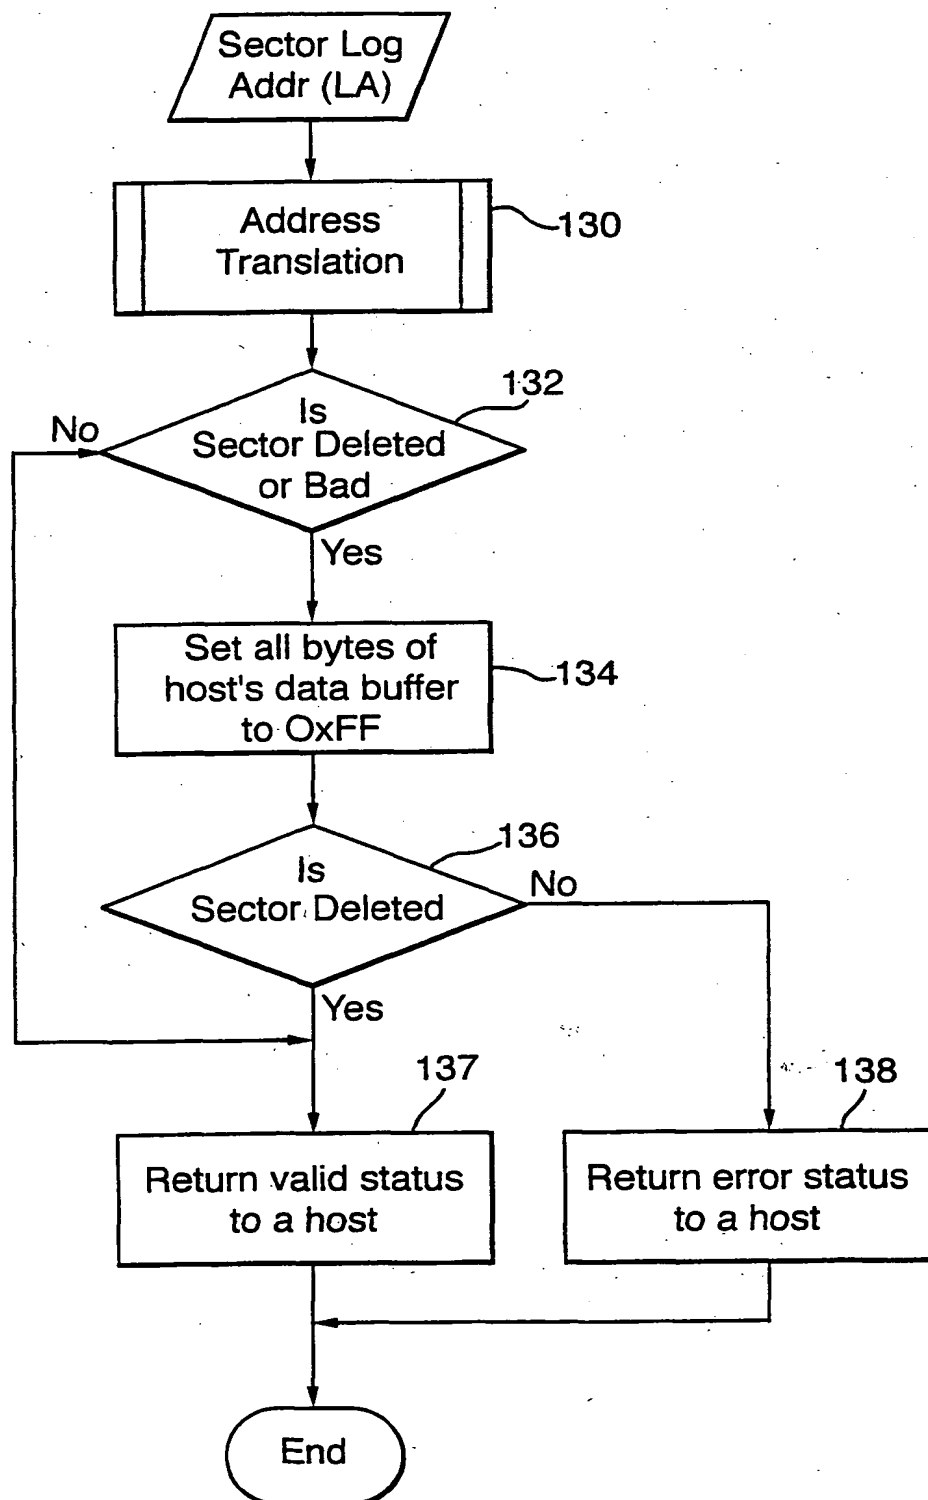 Sector Log
Addr (LA)
Address
Translation
130
132
Is
Sector Deleted
or Bad
No
Yes
Set all bytes of
host's data buffer
to OxFF
134
136
Is
Sector Deleted
No
Yes
137
138
Return valid status
to a host
Return error status
to a host
End